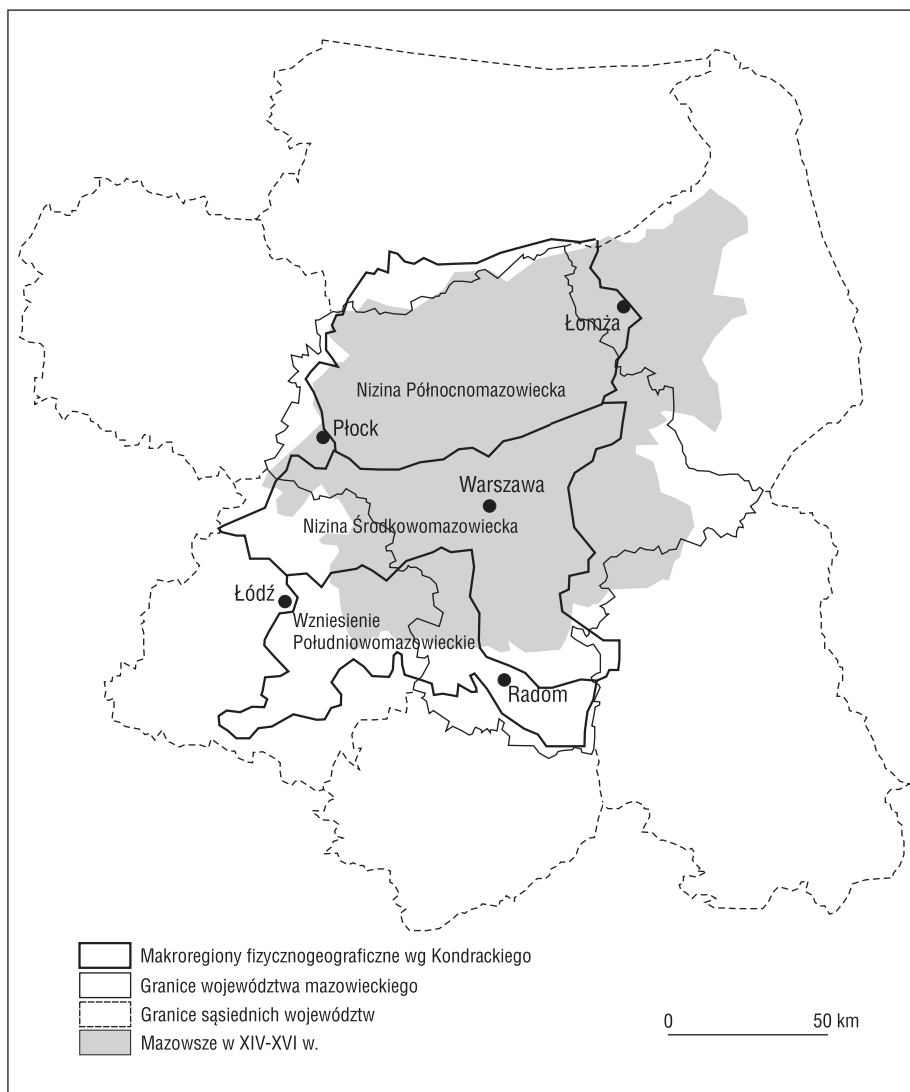 Łomża
Nizina Północnomazowiecka
Płock
Warszawa
Nizina Środkowomazowiecka
Łódź
Wzniesienie
Południowomazowieckie
Radom
Makroregiony fizycznogeograficzne wg Kondrackiego
Granice województwa mazowieckiego
Granice sąsiednich województw
Mazowsze w XIV-XVI w.
0 50 km